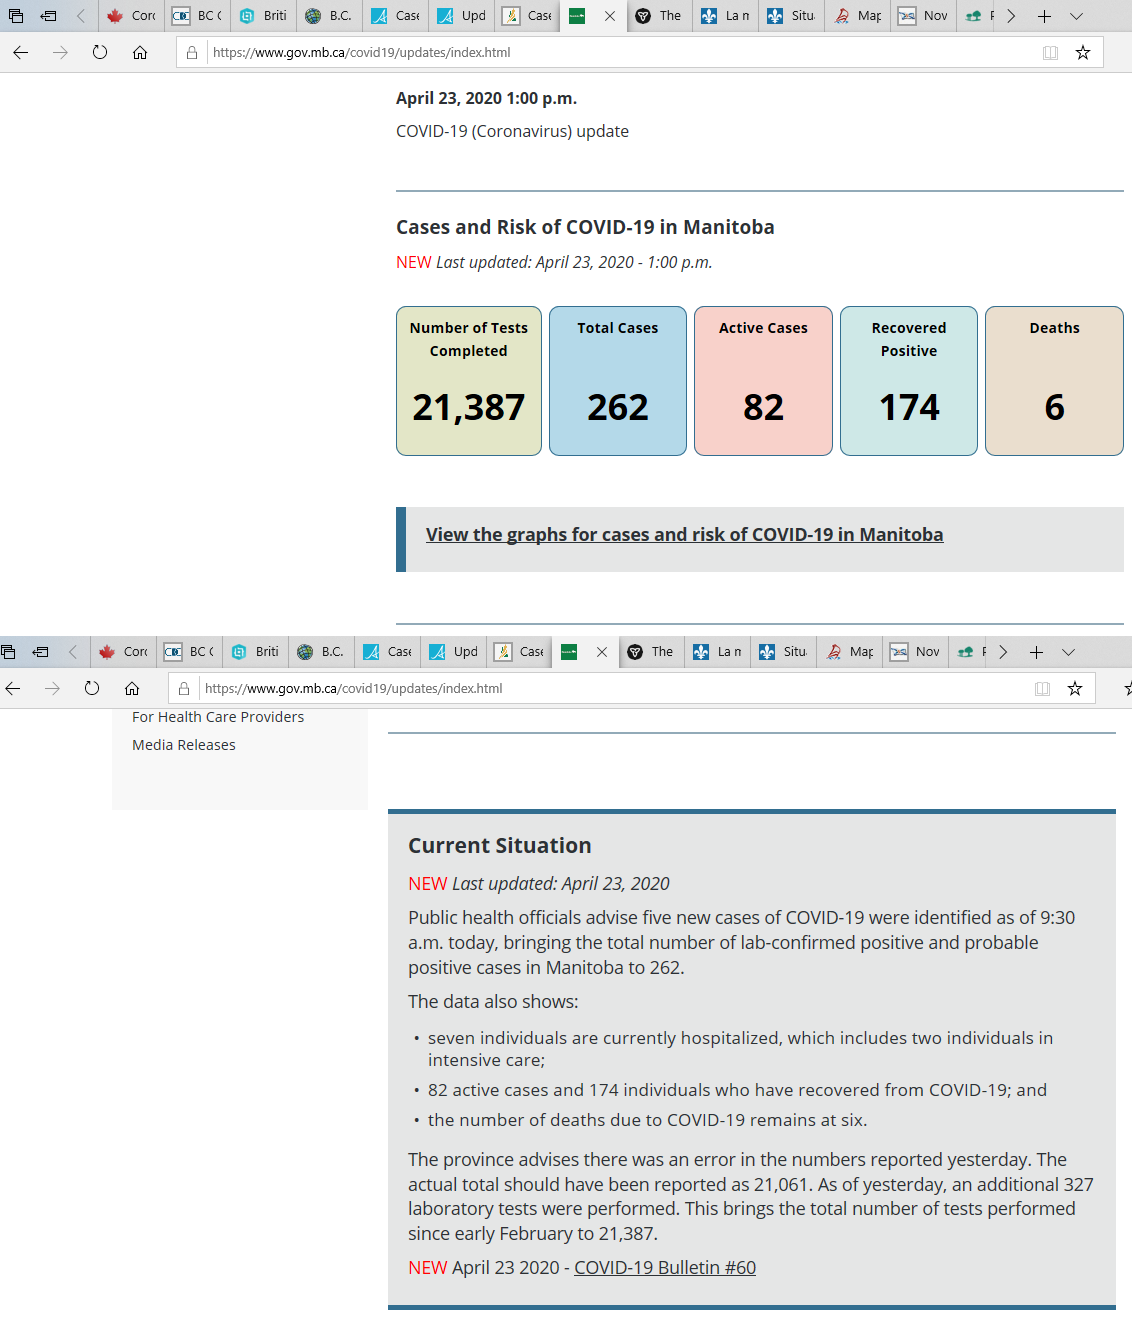 Corc BC C Briti B.C. Case Upd Case The La n Situ Map Nov F
https://www.gov.mb.ca/covid19/updates/index.html
April 23, 2020 1:00 p.m.
COVID-19 (Coronavirus) update
Cases and Risk of COVID-19 in Manitoba
NEW Last updated: April 23, 2020 - 1:00 p.m.
Number of Tests Completed
21,387
Total Cases
262
Active Cases
82
Recovered Positive
174
Deaths
6
View the graphs for cases and risk of COVID-19 in Manitoba
Corc BC C Briti B.C. Case Upd Case The La n Situ Map Nov F
https://www.gov.mb.ca/covid19/updates/index.html
For Health Care Providers
Media Releases
Current Situation
NEW Last updated: April 23, 2020
Public health officials advise five new cases of COVID-19 were identified as of 9:30
a.m. today, bringing the total number of lab-confirmed positive and probable
positive cases in Manitoba to 262.
The data also shows:
• seven individuals are currently hospitalized, which includes two individuals in
intensive care;
• 82 active cases and 174 individuals who have recovered from COVID-19; and
• the number of deaths due to COVID-19 remains at six.
The province advises there was an error in the numbers reported yesterday. The
actual total should have been reported as 21,061. As of yesterday, an additional 327
laboratory tests were performed. This brings the total number of tests performed
since early February to 21,387.
NEW April 23 2020 - COVID-19 Bulletin #60